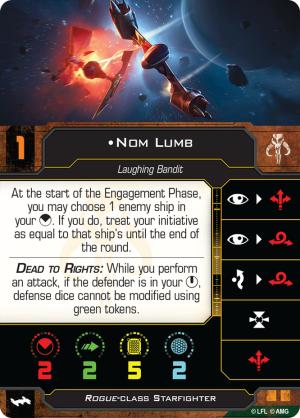 1
•Nom Lumb
Laughing Bandit
At the start of the Engagement Phase,
you may choose 1 enemy ship in
your . If you do, treat your initiative
as equal to that ship's until the end of
the round.
Dead to Rights: While you perform
an attack, if the defender is in your ,
defense dice cannot be modified using
green tokens.
2 2 5 2
Rogue-class Starfighter
© LFL © AMG